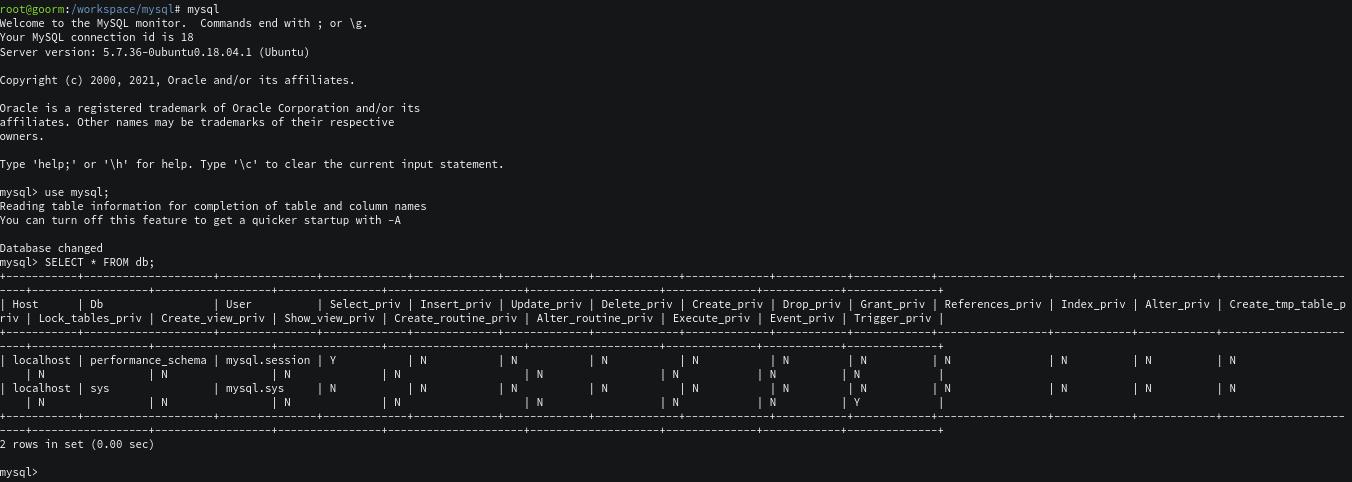 root@goorm:/workspace/mysql# mysql
Welcome to the MySQL monitor.  Commands end with ; or \g.
Your MySQL connection id is 18
Server version: 5.7.36-0ubuntu0.18.04.1 (Ubuntu)

Copyright (c) 2000, 2021, Oracle and/or its affiliates.

Oracle is a registered trademark of Oracle Corporation and/or its
affiliates. Other names may be trademarks of their respective
owners.

Type 'help;' or '\h' for help. Type '\c' to clear the current input statement.

mysql> use mysql;
Reading table information for completion of table and column names
You can turn off this feature to get a quicker startup with -A

Database changed
mysql> SELECT * FROM db;
| Host      | Db                 | User          | Select_priv | Insert_priv | Update_priv | Delete_priv | Create_priv | Drop_priv | Grant_priv | References_priv | Index_priv | Alter_priv | Create_tmp_table_p
riv | Lock_tables_priv | Create_view_priv | Show_view_priv | Create_routine_priv | Alter_routine_priv | Execute_priv | Event_priv | Trigger_priv |
| localhost | performance_schema | mysql.session | Y           | N           | N           | N           | N           | N         | N          | N               | N          | N          | N
    | N                | N                | N              | N                   | N                  | N            | N          | N            |
| localhost | sys                | mysql.sys     | N           | N           | N           | N           | N           | N         | N          | N               | N          | N          | N
    | N                | N                | N              | N                   | N                  | N            | N          | Y            |
2 rows in set (0.00 sec)

mysql>